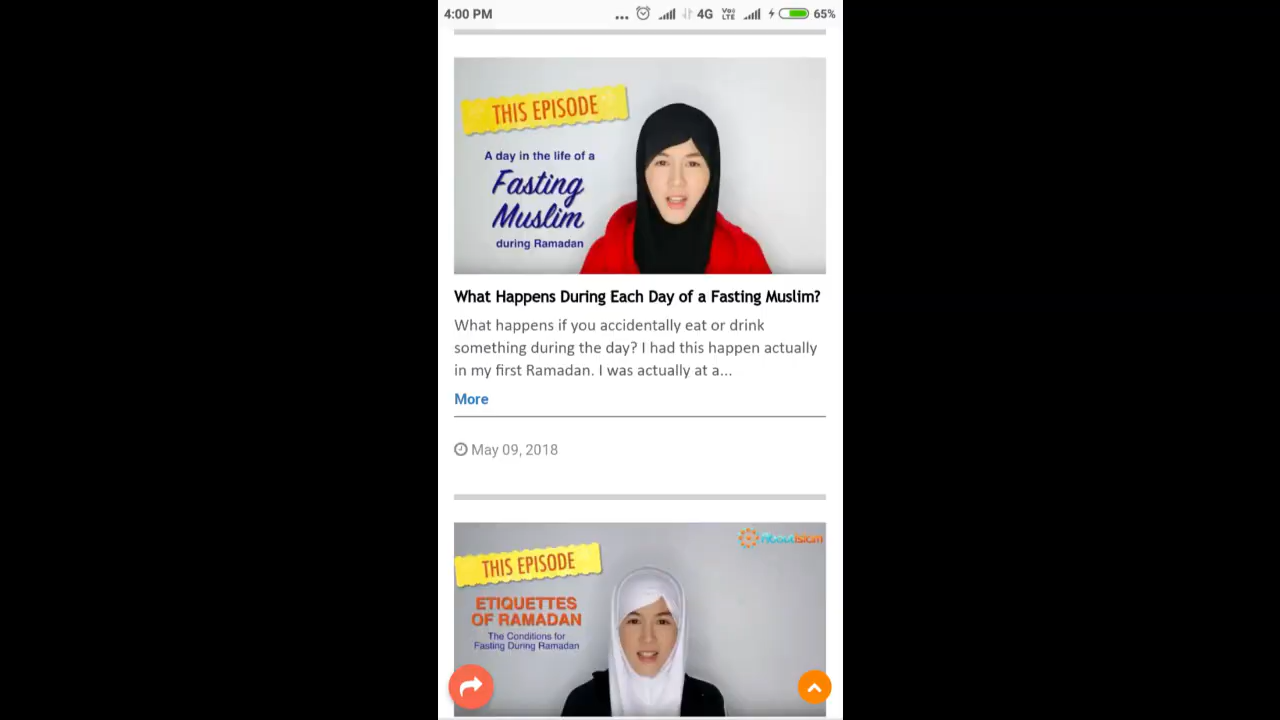 4:00 PM
4G
Vo)
LTE
65%
THIS EPISODE
A day in the life of a
Fasting
Muslim
during Ramadan
What Happens During Each Day of a Fasting Muslim?
What happens if you accidentally eat or drink
something during the day? I had this happen actually
in my first Ramadan. I was actually at a...
More
May 09, 2018
AboutIslam
THIS EPISODE
ETIQUETTES
OF RAMADAN
The Conditions for
Fasting During Ramadan